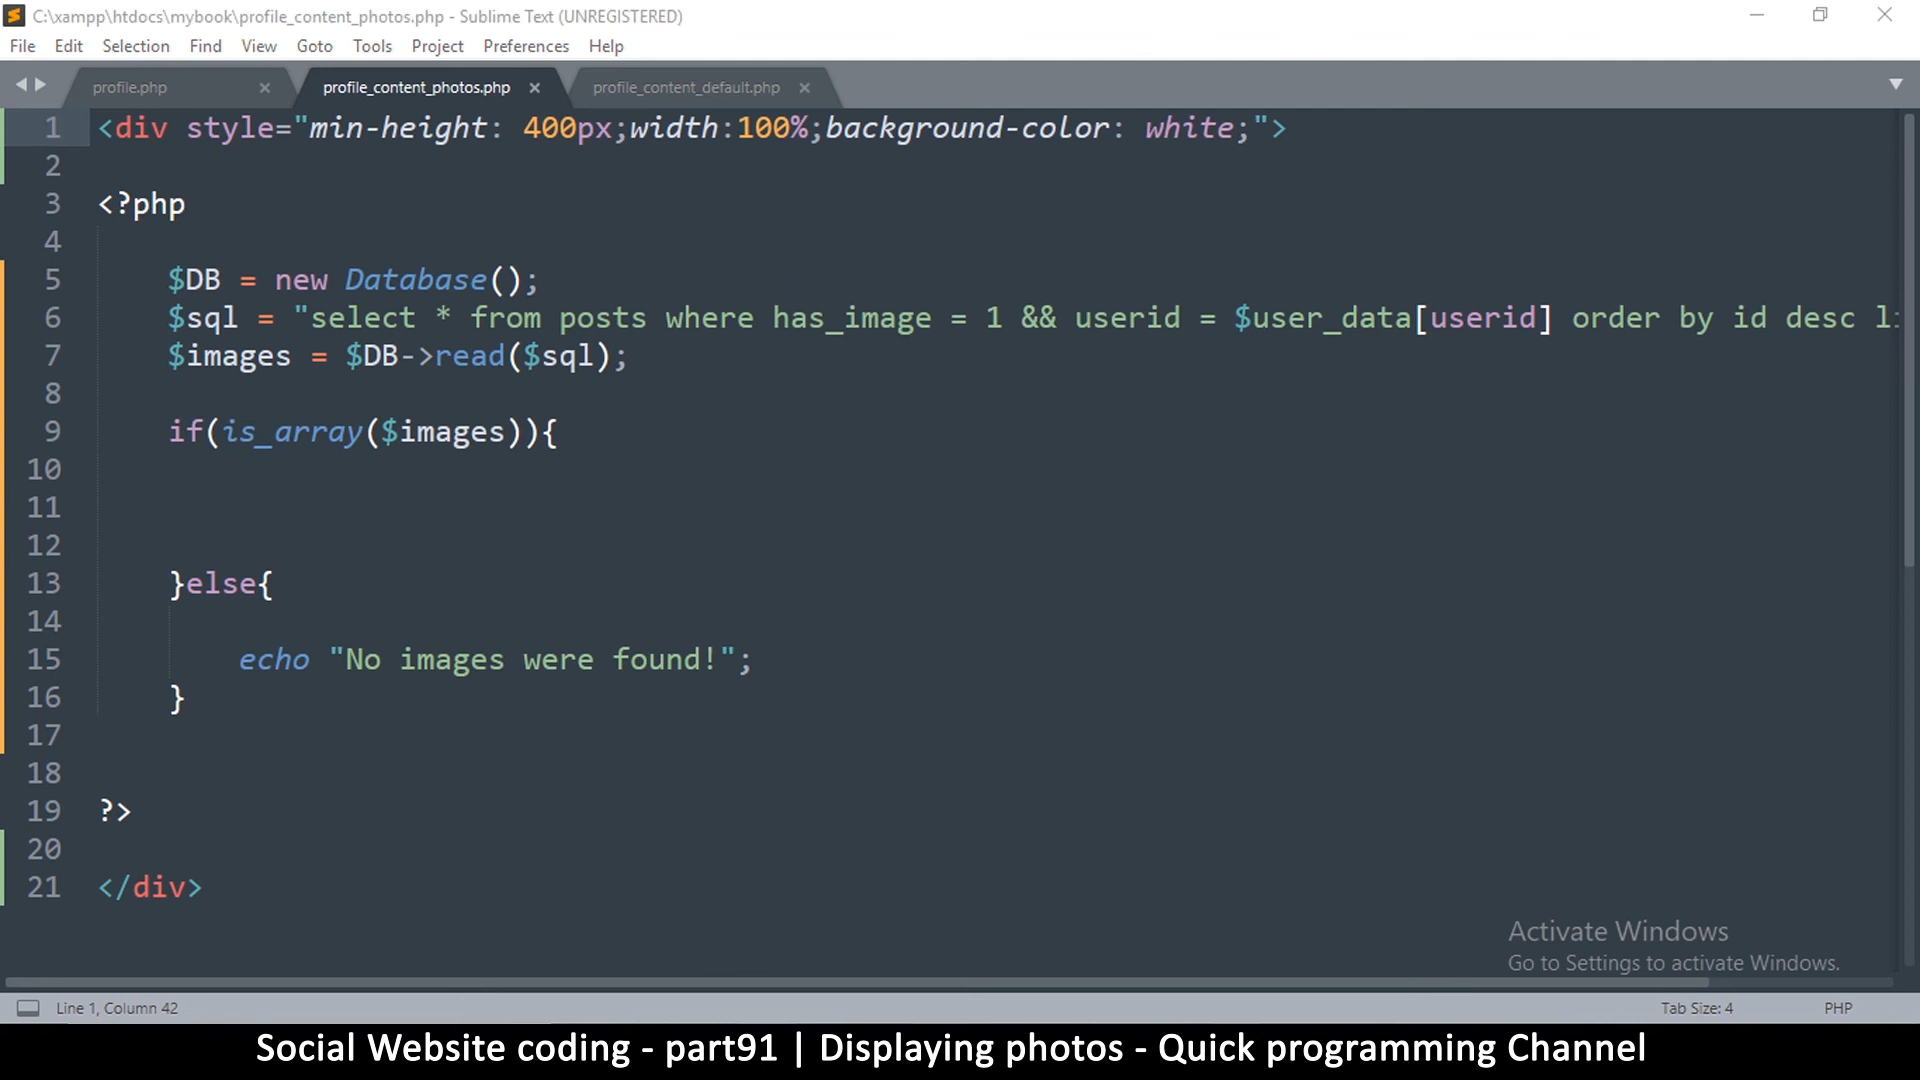 C:\xampp\htdocs\mybook\profile_content_photos.php - Sublime Text (UNREGISTERED)
File Edit Selection Find View Goto Tools Project Preferences Help
profile.php profile_content_photos.php profile_content_default.php
1 <div style="min-height: 400px;width:100%;background-color: white;">
2
3 <?php
4
5 $DB = new Database();
6 $sql = "select * from posts where has_image = 1 && userid = $user_data[userid] order by id desc
7 $images = $DB->read($sql);
8
9 if(is_array($images)){
10
11
12
13 }else{
14
15 echo "No images were found!";
16 }
17
18
19 ?>
20
21 </div>
Activate Windows
Go to Settings to activate Windows.
Line 1, Column 42 Tab Size: 4 PHP
Social Website coding - part91 | Displaying photos - Quick programming Channel